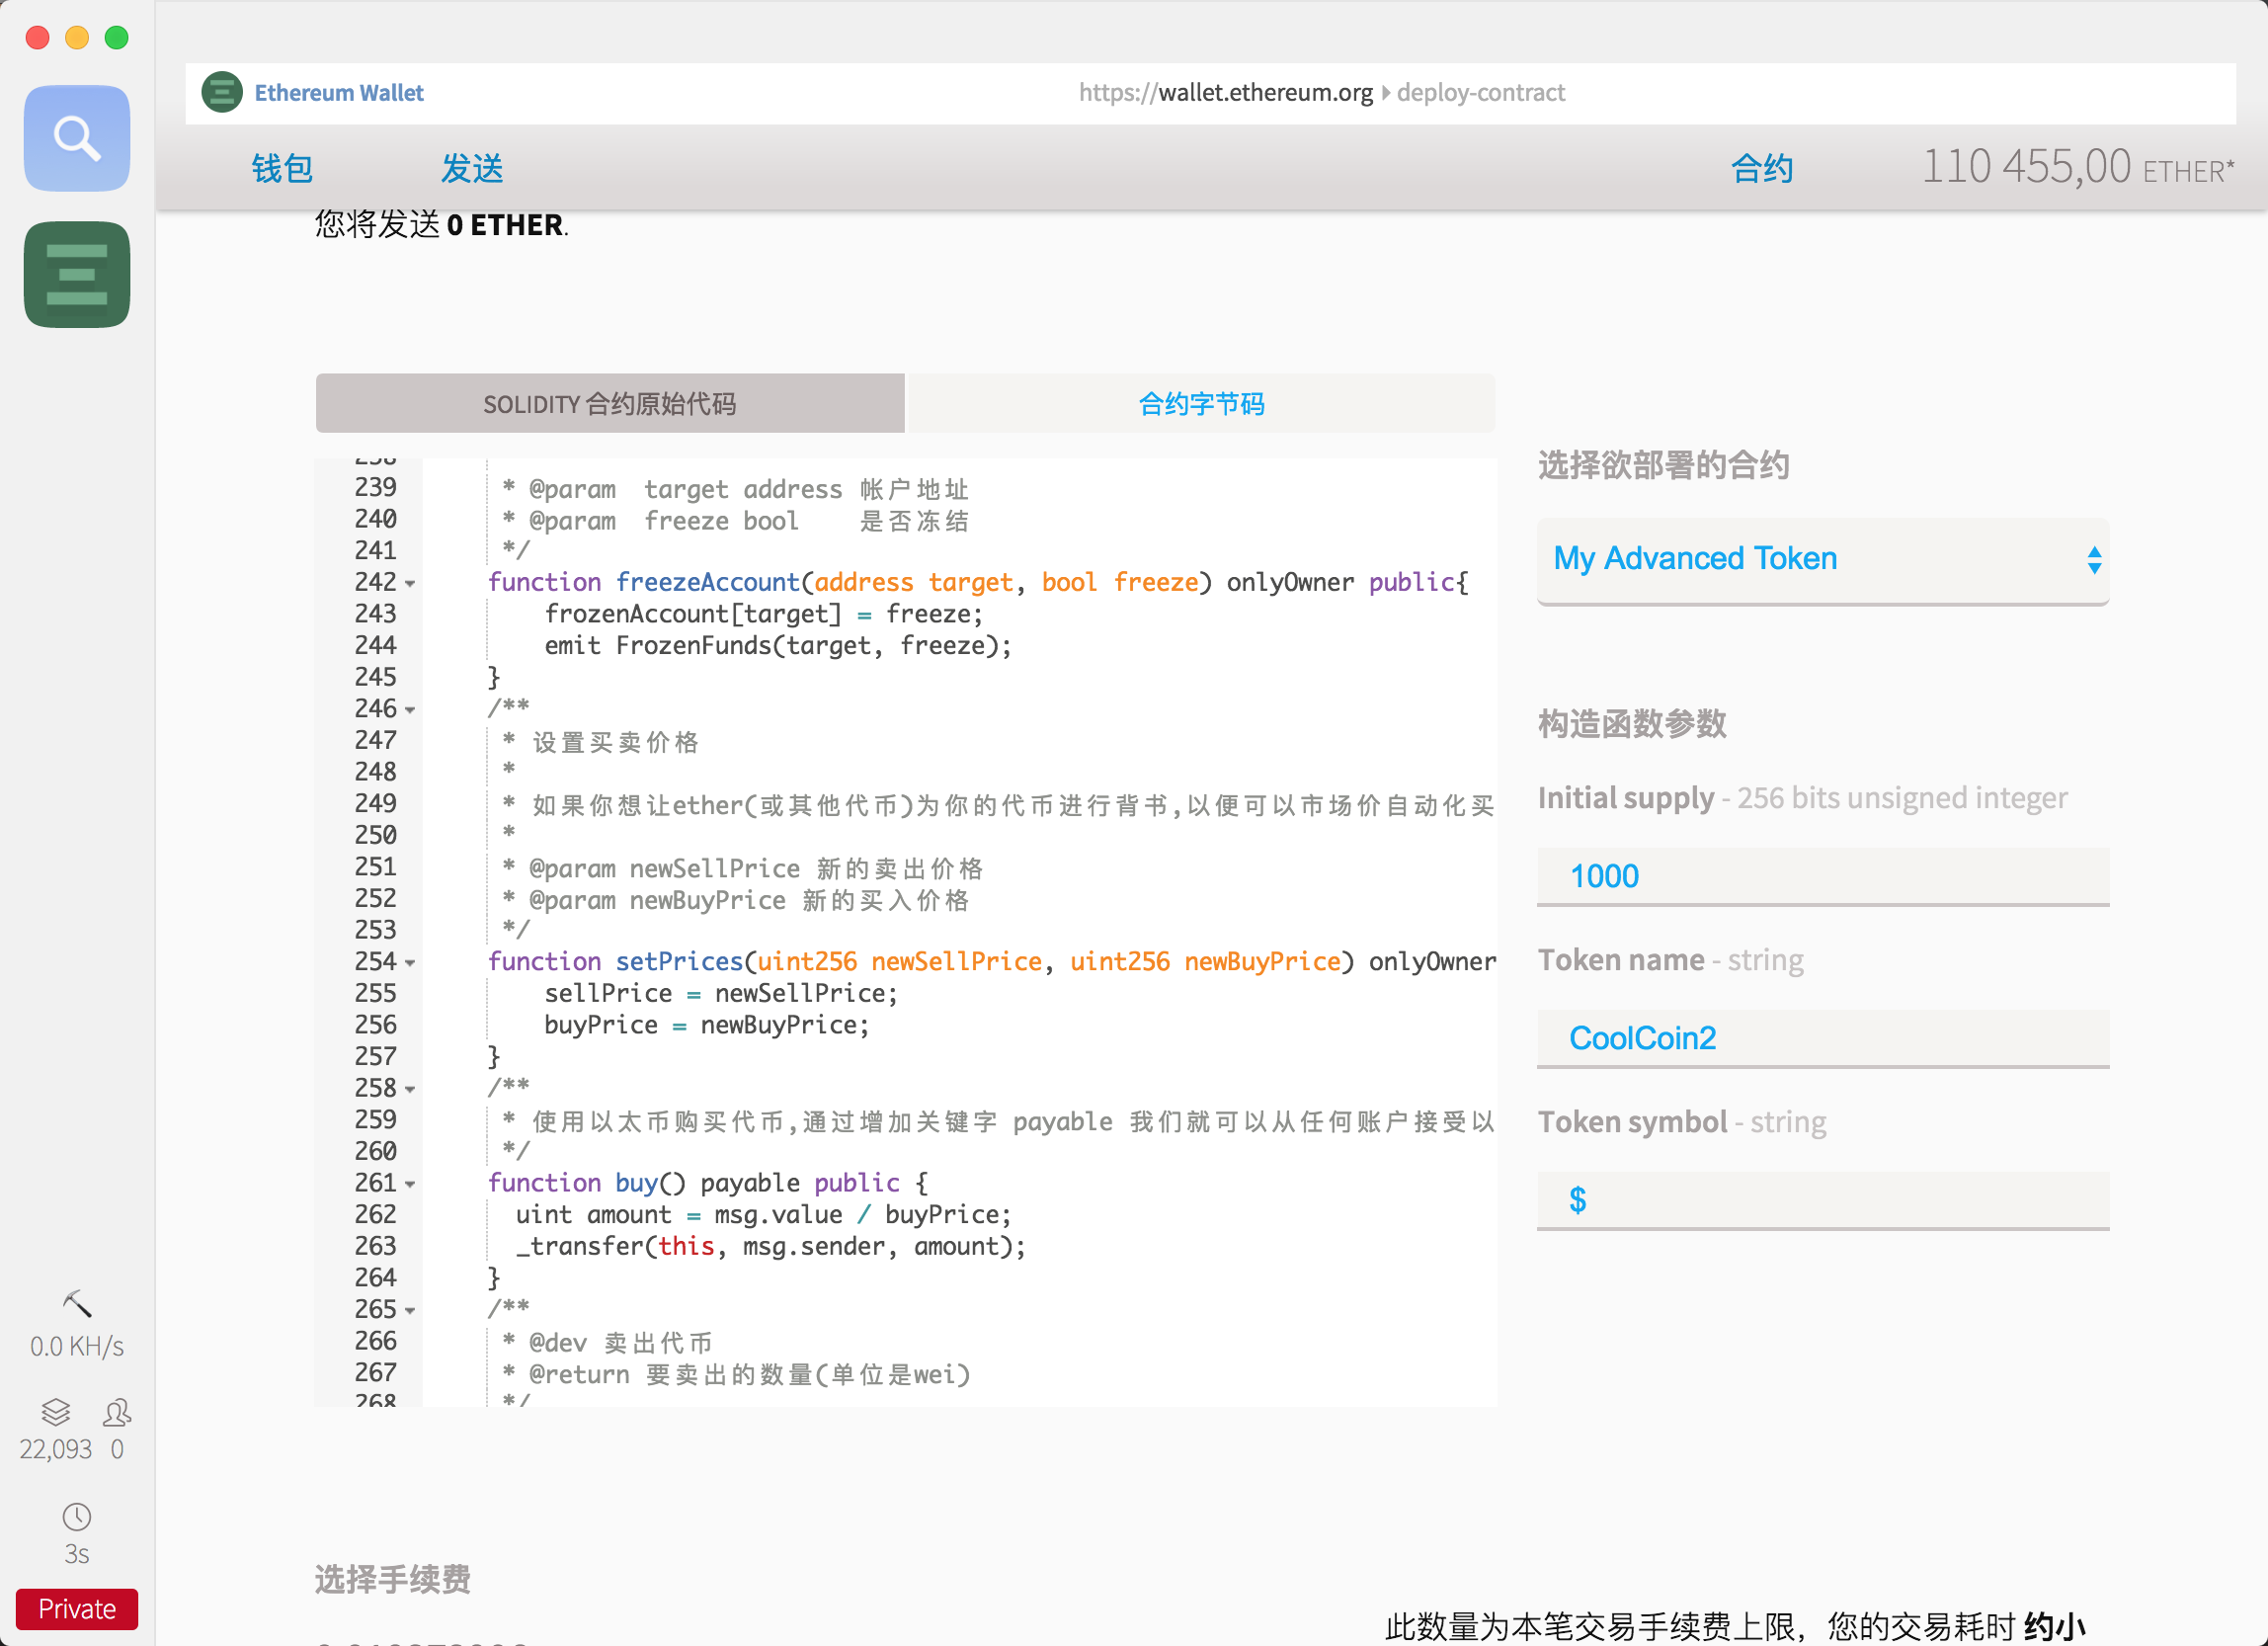 Ethereum Wallet
https://wallet.ethereum.org deploy-contract
钱包 发送 合约 110 455,00 ETHER*
您将发送 0 ETHER.
SOLIDITY 合约原始代码 合约字节码
238
239 * @param  target address 帐户地址
240 * @param  freeze bool    是否冻结
241 */
242 function freezeAccount(address target, bool freeze) onlyOwner public{
243 frozenAccount[target] = freeze;
244 emit FrozenFunds(target, freeze);
245 }
246 /**
247 * 设置买卖价格
248 *
249 * 如果你想让ether(或其他代币)为你的代币进行背书,以便可以市场价自动化买
250 *
251 * @param newSellPrice 新的卖出价格
252 * @param newBuyPrice 新的买入价格
253 */
254 function setPrices(uint256 newSellPrice, uint256 newBuyPrice) onlyOwner
255 sellPrice = newSellPrice;
256 buyPrice = newBuyPrice;
257 }
258 /**
259 * 使用以太币购买代币,通过增加关键字 payable 我们就可以从任何账户接受以
260 */
261 function buy() payable public {
262 uint amount = msg.value / buyPrice;
263 _transfer(this, msg.sender, amount);
264 }
265 /**
266 * @dev 卖出代币
267 * @return 要卖出的数量(单位是wei)
268 */
选择欲部署的合约
My Advanced Token
构造函数参数
Initial supply - 256 bits unsigned integer
1000
Token name - string
CoolCoin2
Token symbol - string
$
0.0 KH/s
22,093 0
3s
Private
选择手续费
此数量为本笔交易手续费上限，您的交易耗时 约小